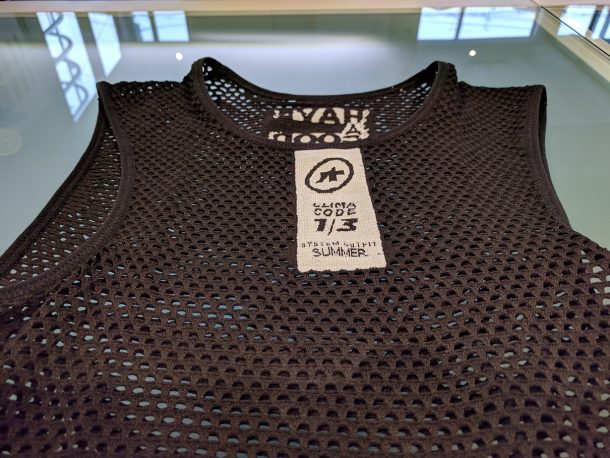 CLIMA
CODE
1/3
SYSTEM OUTFIT
SUMMER